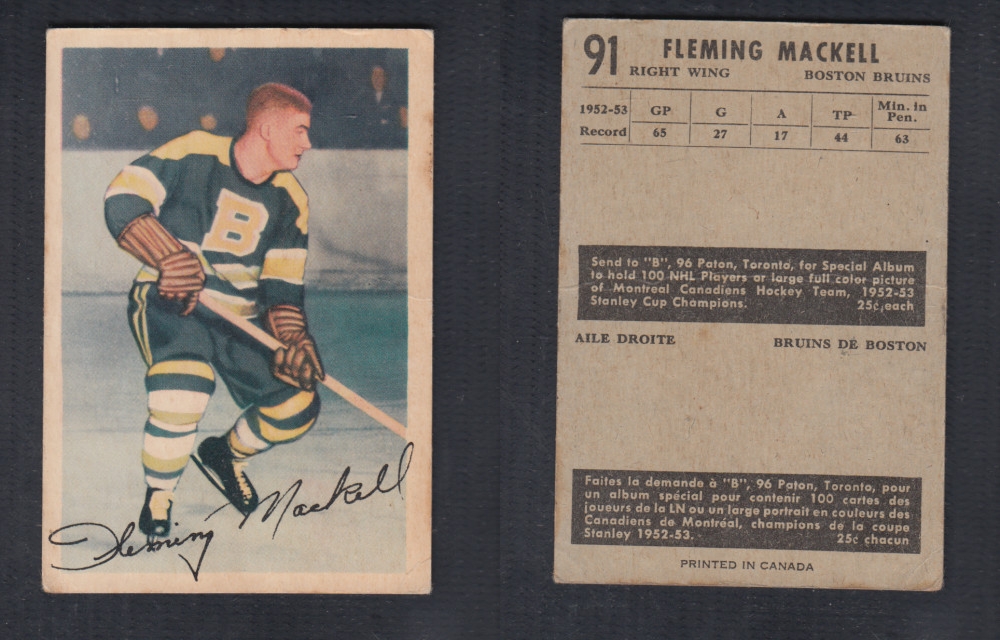 B
Fleming Mackell
91 FLEMING MACKELL
RIGHT WING BOSTON BRUINS
1952-53 GP G A TP Min. in Pen.
Record 65 27 17 44 63
Send to "B", 96 Paton, Toronto, for Special Album
to hold 100 NHL Players or large full color picture
of Montreal Canadiens Hockey Team, 1952-53
Stanley Cup Champions. 25¢ each
AILE DROITE BRUINS DE BOSTON
Faites la demande à "B", 96 Paton, Toronto, pour
un album spécial pour contenir 100 cartes des
joueurs de la LN ou un large portrait en couleurs des
Canadiens de Montréal, champions de la coupe
Stanley 1952-53. 25¢ chacun
PRINTED IN CANADA